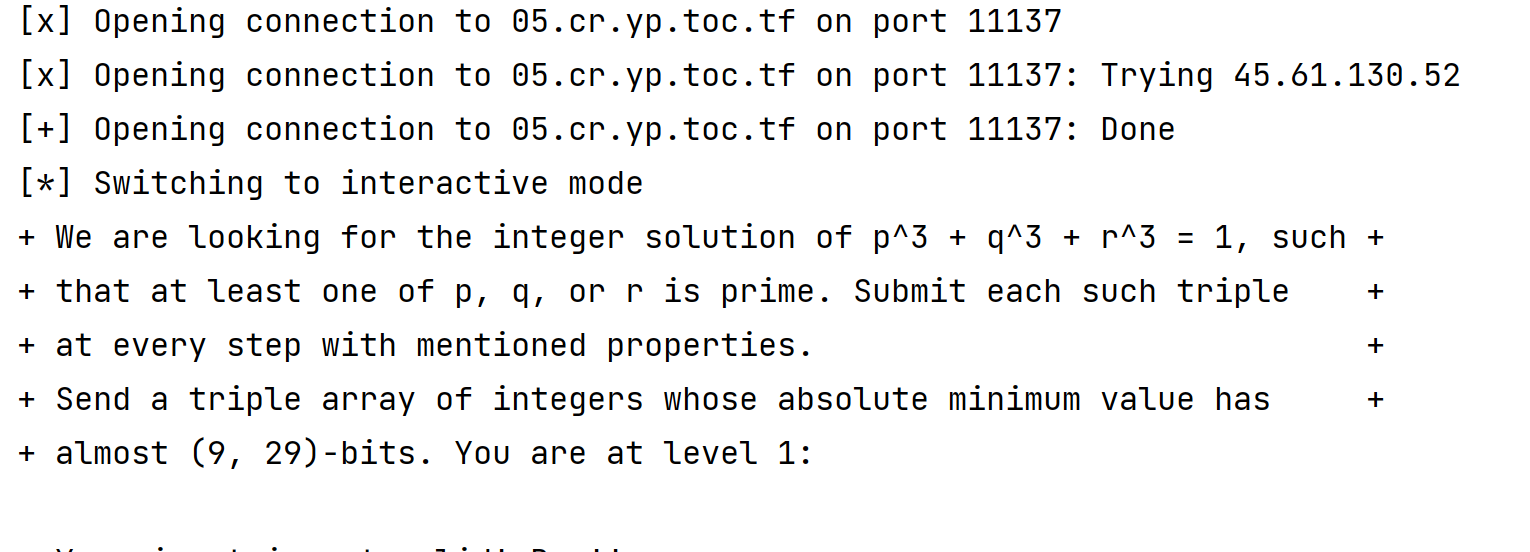 [x] Opening connection to 05.cr.yp.toc.tf on port 11137
[x] Opening connection to 05.cr.yp.toc.tf on port 11137: Trying 45.61.130.52
[+] Opening connection to 05.cr.yp.toc.tf on port 11137: Done
[*] Switching to interactive mode
+ We are looking for the integer solution of p^3 + q^3 + r^3 = 1, such +
+ that at least one of p, q, or r is prime. Submit each such triple    +
+ at every step with mentioned properties.                             +
+ Send a triple array of integers whose absolute minimum value has     +
+ almost (9, 29)-bits. You are at level 1: